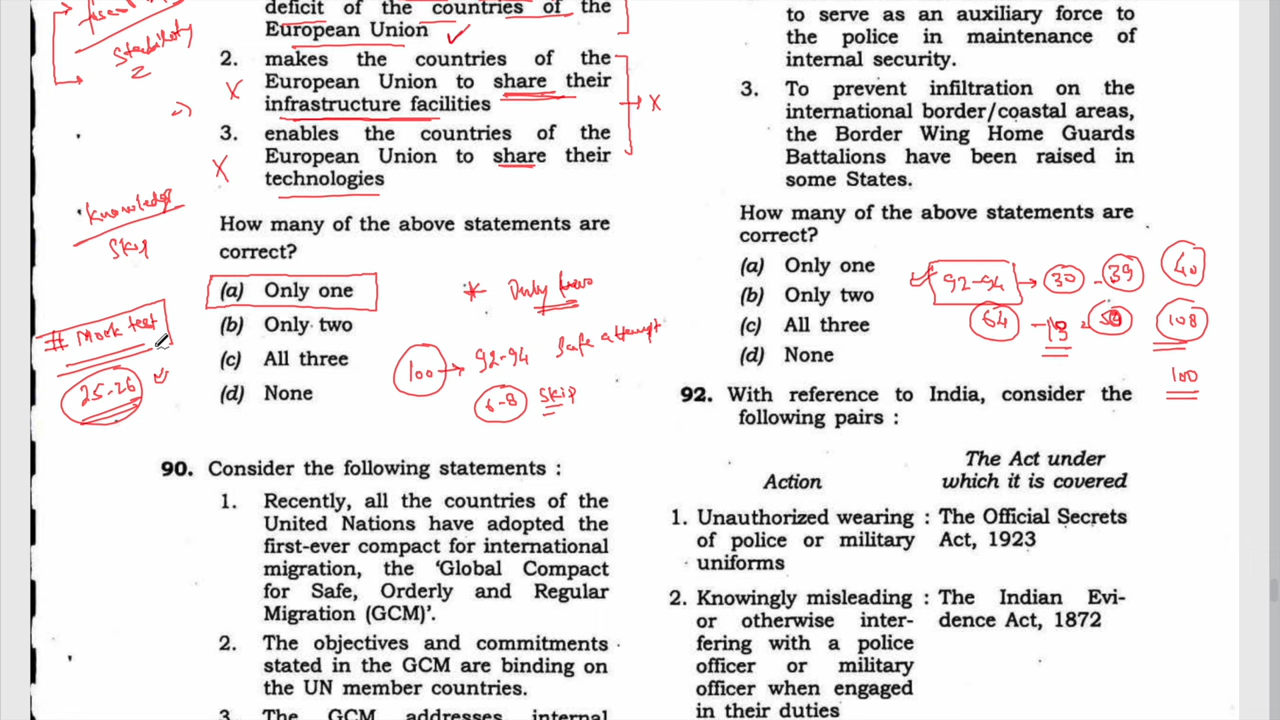 deficit of the countries of the
European Union
Stability
2. makes the countries of the
European Union to share their
infrastructure facilities
3. enables the countries of the
European Union to share their
technologies
Knowledge
Skip
How many of the above statements are
correct?
(a) Only one
(b) Only two
(c) All three
(d) None
# Mock test
25-26
* Only two
100 → 92-94 Safe attempt
6-8 Skip
90. Consider the following statements :
1. Recently, all the countries of the
United Nations have adopted the
first-ever compact for international
migration, the ‘Global Compact
for Safe, Orderly and Regular
Migration (GCM)’.
2. The objectives and commitments
stated in the GCM are binding on
the UN member countries.
3. The GCM addresses internal
to serve as an auxiliary force to
the police in maintenance of
internal security.
3. To prevent infiltration on the
international border/coastal areas,
the Border Wing Home Guards
Battalions have been raised in
some States.
How many of the above statements are
correct?
(a) Only one
(b) Only two
(c) All three
(d) None
92-94 → 30 - 39 40
64 108
100
92. With reference to India, consider the
following pairs :
Action
The Act under
which it is covered
1. Unauthorized wearing : The Official Secrets
of police or military Act, 1923
uniforms
2. Knowingly misleading : The Indian Evi-
or otherwise inter- dence Act, 1872
fering with a police
officer or military
officer when engaged
in their duties